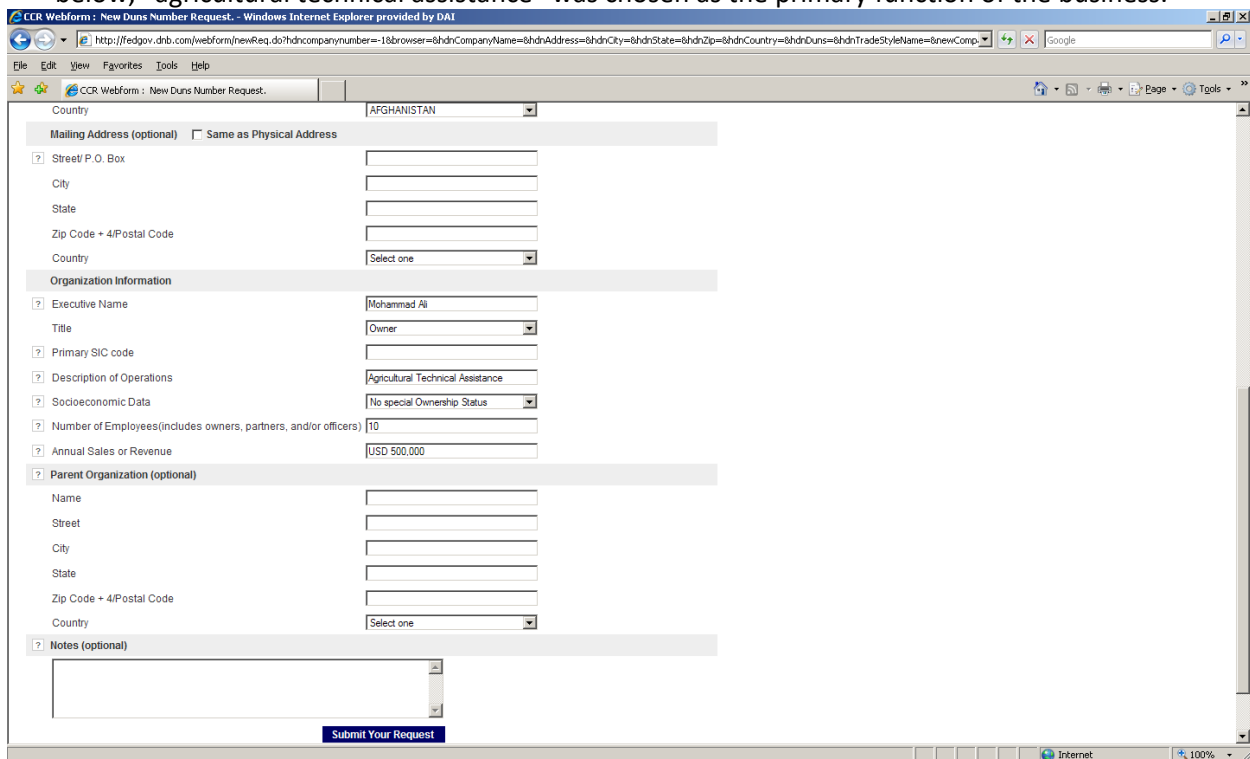 below) "agricultural technical assistance" was chosen as the primary function of the business.
CCR Webform : New Duns Number Request. - Windows Internet Explorer provided by DAI
http://fedgov.dnb.com/webform/newReq.do?hdncompanynumber=-1&browser=&hdnCompanyName=&hdnAddress=&hdnCity=&hdnState=&hdnZip=&hdnCountry=&hdnDuns=&hdnTradeStyleName=&newComp Google
File Edit View Favorites Tools Help
CCR Webform : New Duns Number Request. Page Tools »
Country AFGHANISTAN
Mailing Address (optional) Same as Physical Address
? Street/ P.O. Box
City
State
Zip Code + 4/Postal Code
Country Select one
Organization Information
? Executive Name Mohammad Ali
Title Owner
? Primary SIC code
? Description of Operations Agricultural Technical Assistance
? Socioeconomic Data No special Ownership Status
? Number of Employees(includes owners, partners, and/or officers) 10
? Annual Sales or Revenue USD 500,000
? Parent Organization (optional)
Name
Street
City
State
Zip Code + 4/Postal Code
Country Select one
? Notes (optional)
Submit Your Request
Internet 100%